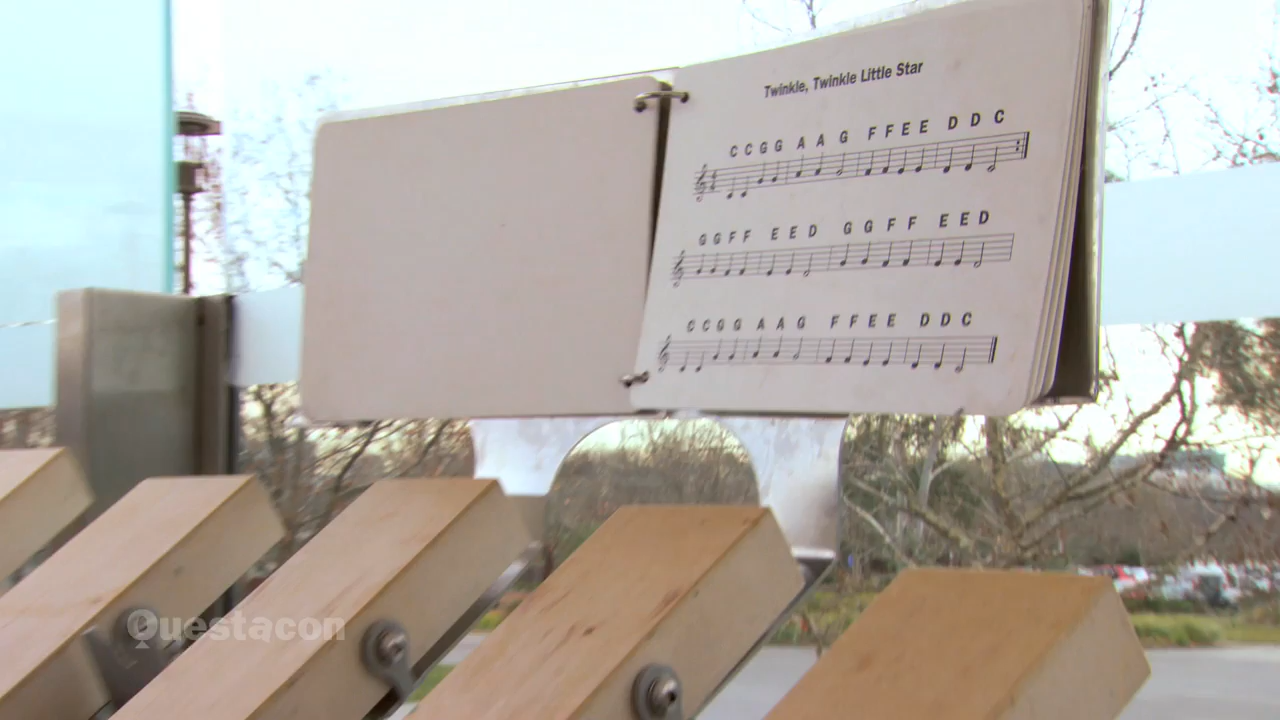 Twinkle, Twinkle Little Star
C C G G A A G F F E E D D C
G G F F E E D G G F F E E D
C C G G A A G F F E E D D C
Questacon